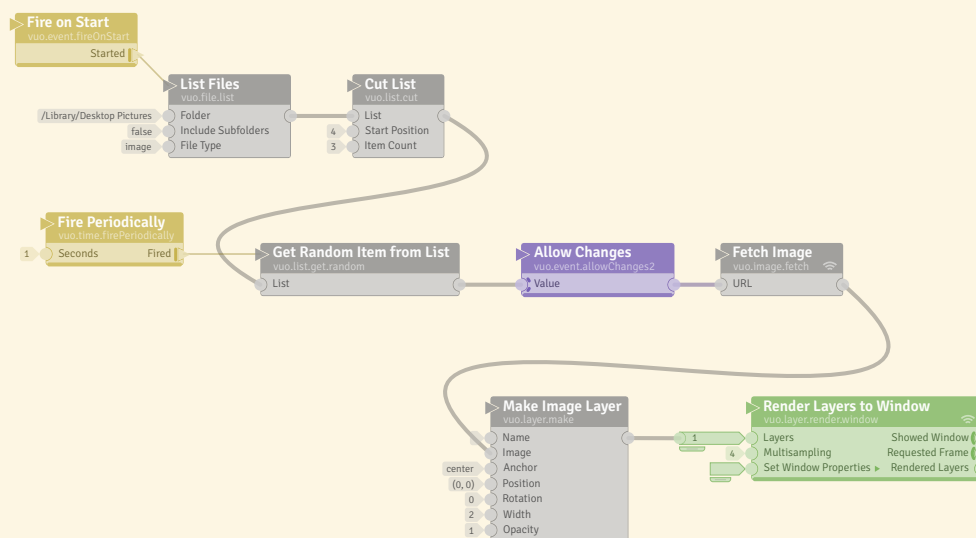 Fire on Start
vuo.event.fireOnStart
Started
List Files
vuo.file.list
/Library/Desktop Pictures Folder
false Include Subfolders
image File Type
Cut List
vuo.list.cut
List
4 Start Position
3 Item Count
Fire Periodically
vuo.time.firePeriodically
1 Seconds Fired
Get Random Item from List
vuo.list.get.random
List
Allow Changes
vuo.event.allowChanges2
Value
Fetch Image
vuo.image.fetch
URL
Make Image Layer
vuo.layer.make
Name
Image
center Anchor
(0, 0) Position
0 Rotation
2 Width
1 Opacity
Render Layers to Window
vuo.layer.render.window
1 Layers Showed Window
4 Multisampling Requested Frame
Set Window Properties Rendered Layers